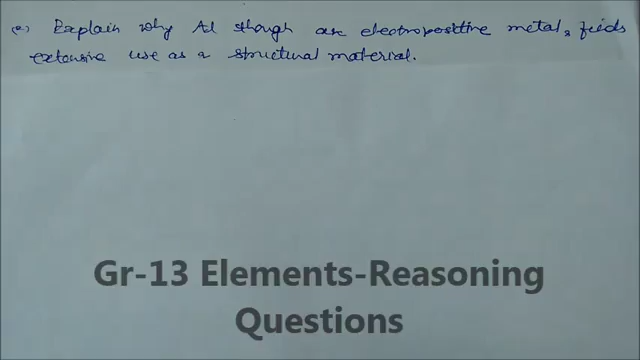 (e) Explain why Al though an electropositive metal, finds
extensive use as a structural material.
Gr-13 Elements-Reasoning
Questions